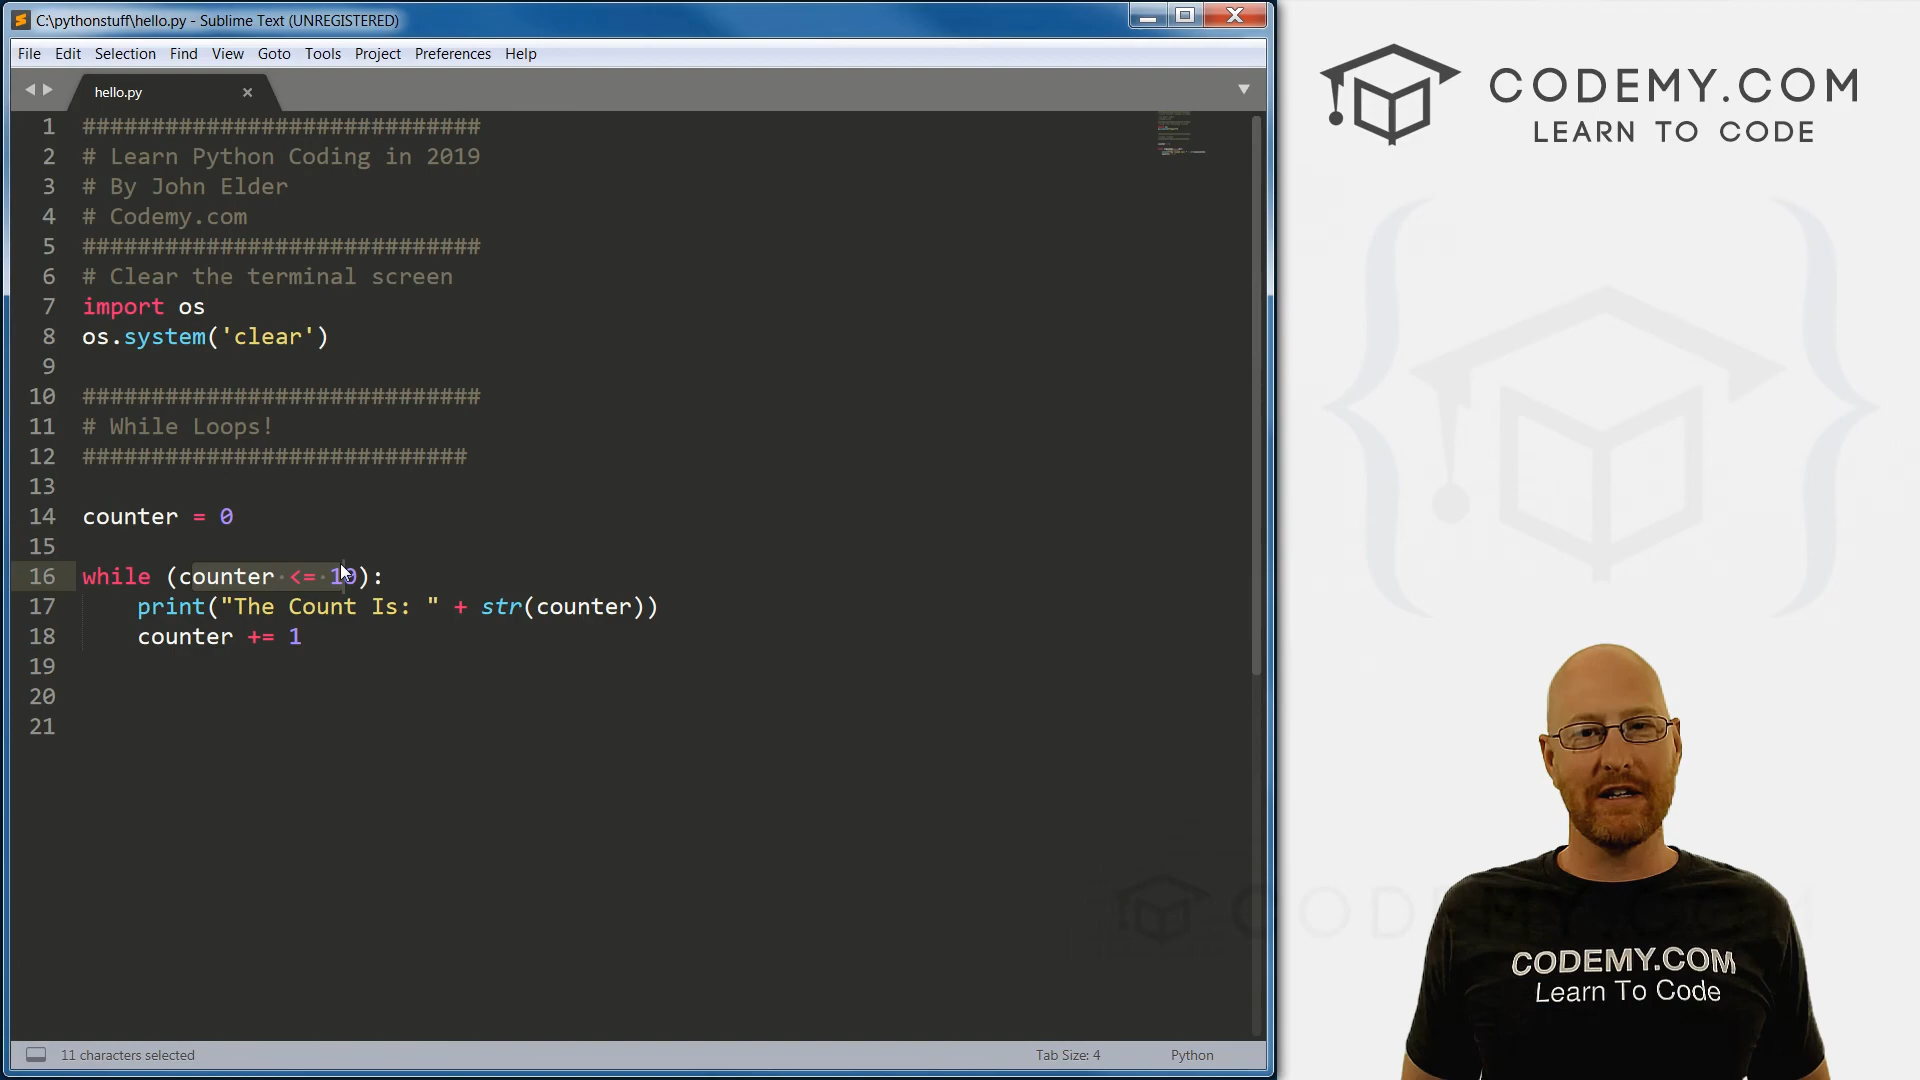 C:\pythonstuff\hello.py - Sublime Text (UNREGISTERED)
File Edit Selection Find View Goto Tools Project Preferences Help
hello.py
1 #############################
2 # Learn Python Coding in 2019
3 # By John Elder
4 # Codemy.com
5 #############################
6 # Clear the terminal screen
7 import os
8 os.system('clear')
9
10 #############################
11 # While Loops!
12 ############################
13
14 counter = 0
15
16 while (counter <= 10):
17 print("The Count Is: " + str(counter))
18 counter += 1
19
20
21
11 characters selected
Tab Size: 4
Python
CODEMY.COM
LEARN TO CODE
CODEMY.COM
Learn To Code